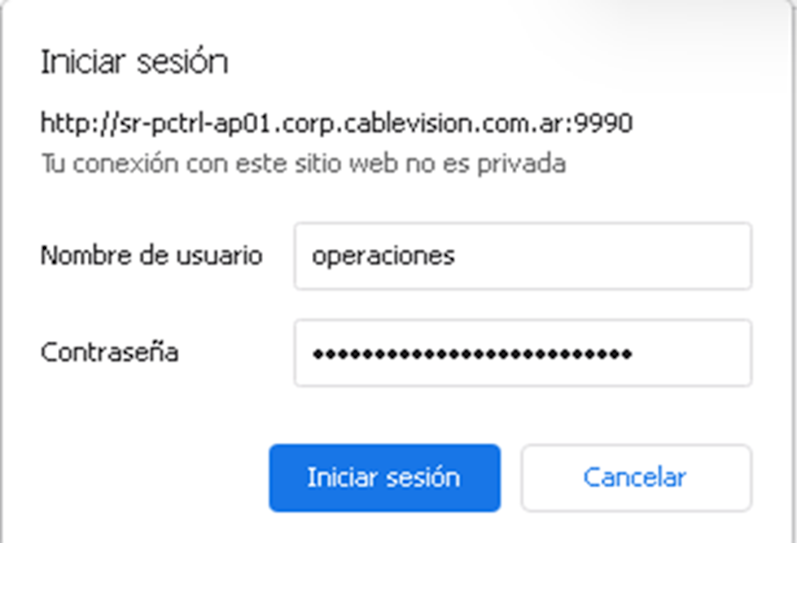 Iniciar sesión
http://sr-pctrl-ap01.corp.cablevision.com.ar:9990
Tu conexión con este sitio web no es privada
Nombre de usuario operaciones
Contraseña ••••••••••••••••••••••••••
Iniciar sesión Cancelar